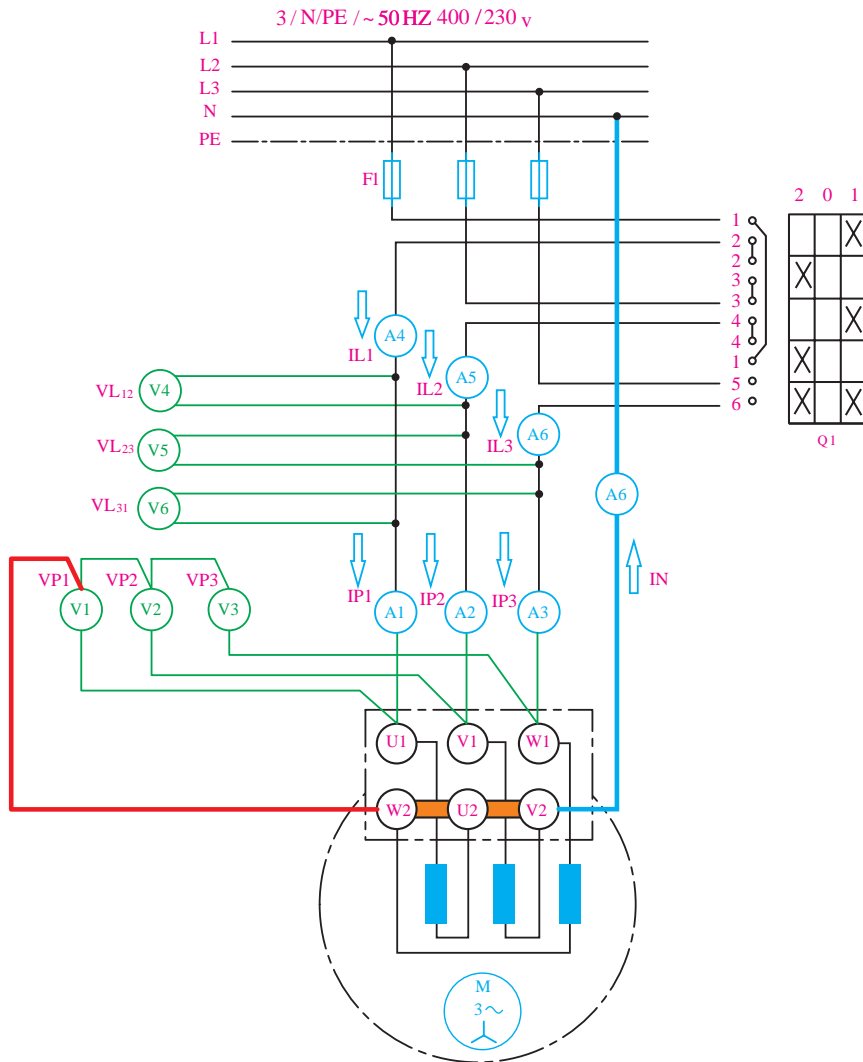 3 / N/PE / ~ 50 HZ 400 / 230 v
L1
L2
L3
N
PE
F1
2 0 1
1
2
2
3
3
4
4
1
5
6
Q1
A4
IL1
A5
IL2
A6
IL3
VL12 V4
VL23 V5
VL31 V6
A6
IN
VP1 VP2 VP3
V1 V2 V3
IP1 IP2 IP3
A1 A2 A3
U1 V1 W1
W2 U2 V2
M
3~